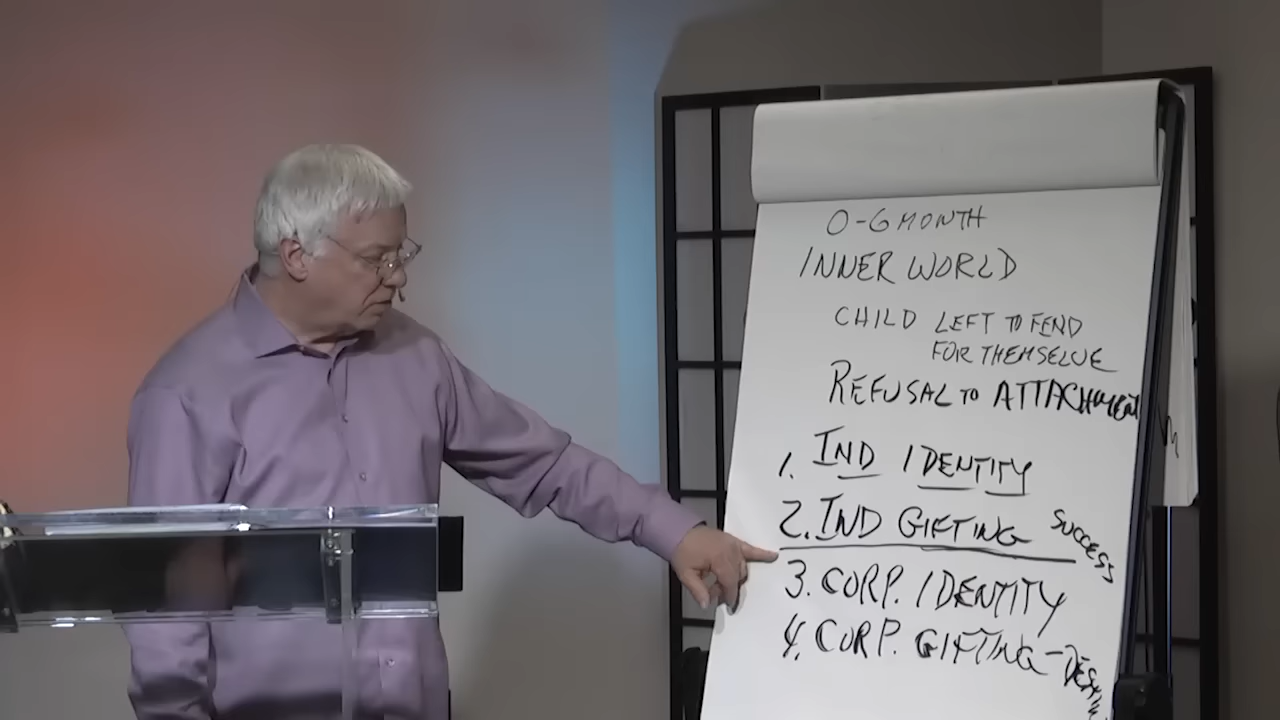 0-6 MONTH
INNER WORLD
CHILD LEFT TO FEND
FOR THEMSELVE
REFUSAL TO ATTACHMENT
1. IND IDENTITY
2. IND GIFTING SUCCESS
3. CORP. IDENTITY
4. CORP. GIFTING -